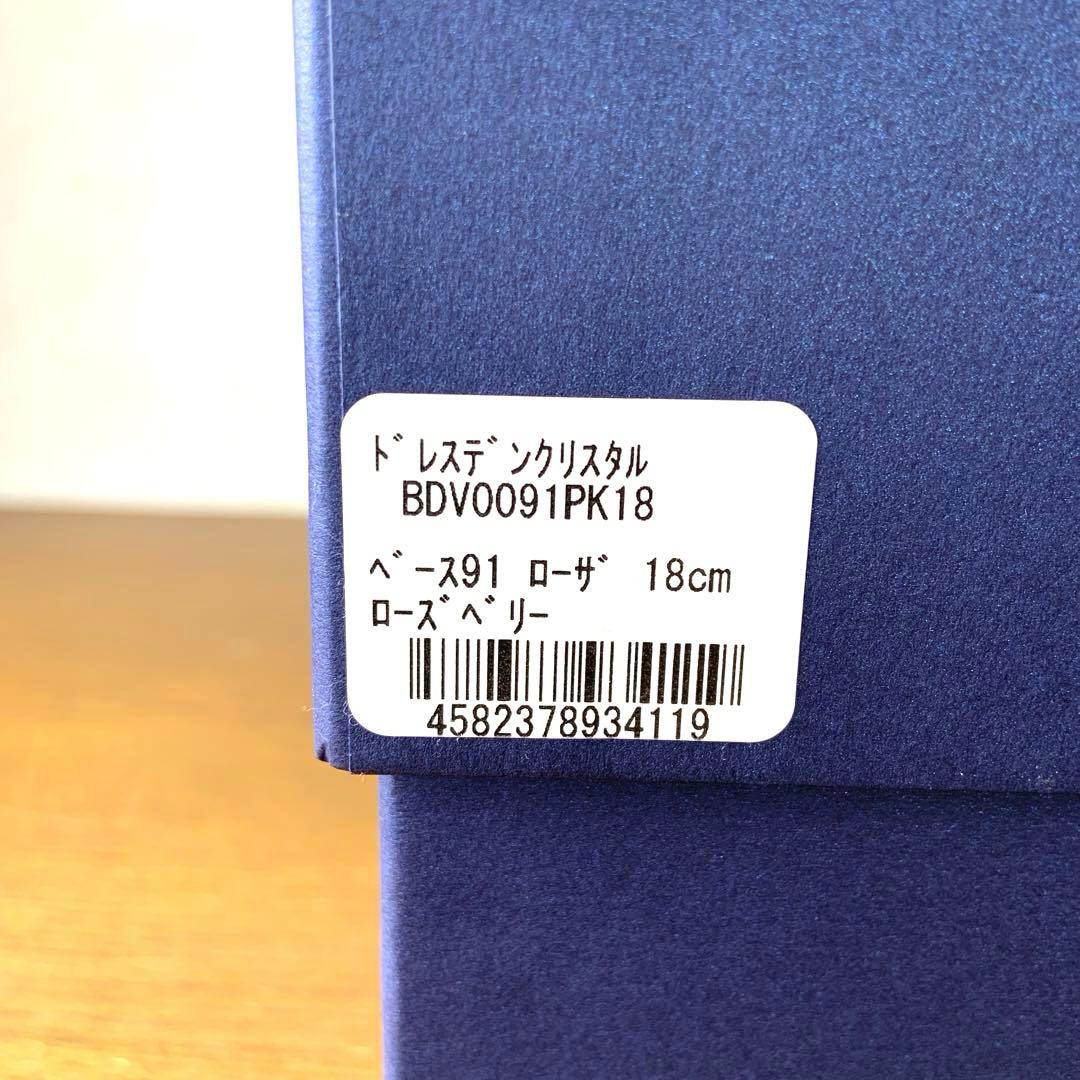 ﾄﾞﾚｽﾃﾞﾝｸﾘｽﾀﾙ
BDV0091PK18
ﾍﾞｰｽ91 ﾛｰｻﾞ 18cm
ﾛｰｽﾞﾍﾞﾘｰ
4582378934119